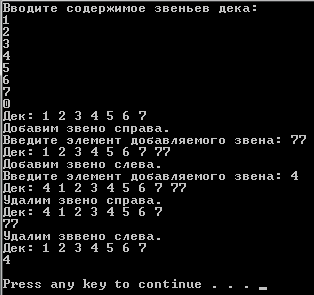 Вводите содержимое звеньев дека:
1
2
3
4
5
6
7
0
Дек: 1 2 3 4 5 6 7
Добавим звено справа.
Введите элемент добавляемого звена: 77
Дек: 1 2 3 4 5 6 7 77
Добавим звено слева.
Введите элемент добавляемого звена: 4
Дек: 4 1 2 3 4 5 6 7 77
Удалим звено справа.
Дек: 4 1 2 3 4 5 6 7
77
Удалим зввено слева.
Дек: 1 2 3 4 5 6 7
4
Press any key to continue . . . _